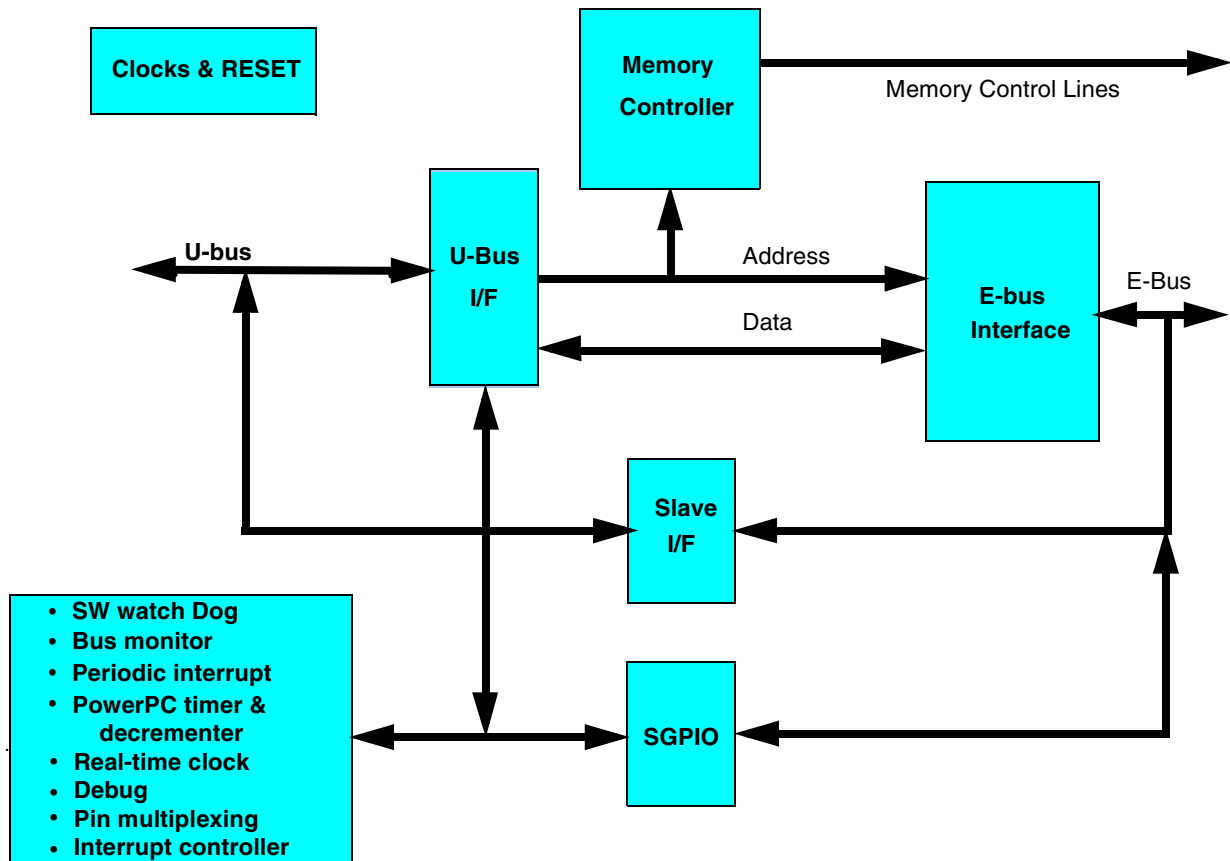 Clocks & RESET
Memory
Controller
Memory Control Lines
U-bus
U-Bus
I/F
Address
Data
E-bus
Interface
E-Bus
Slave
I/F
• SW watch Dog
• Bus monitor
• Periodic interrupt
• PowerPC timer &
decrementer
• Real-time clock
• Debug
• Pin multiplexing
• Interrupt controller
SGPIO